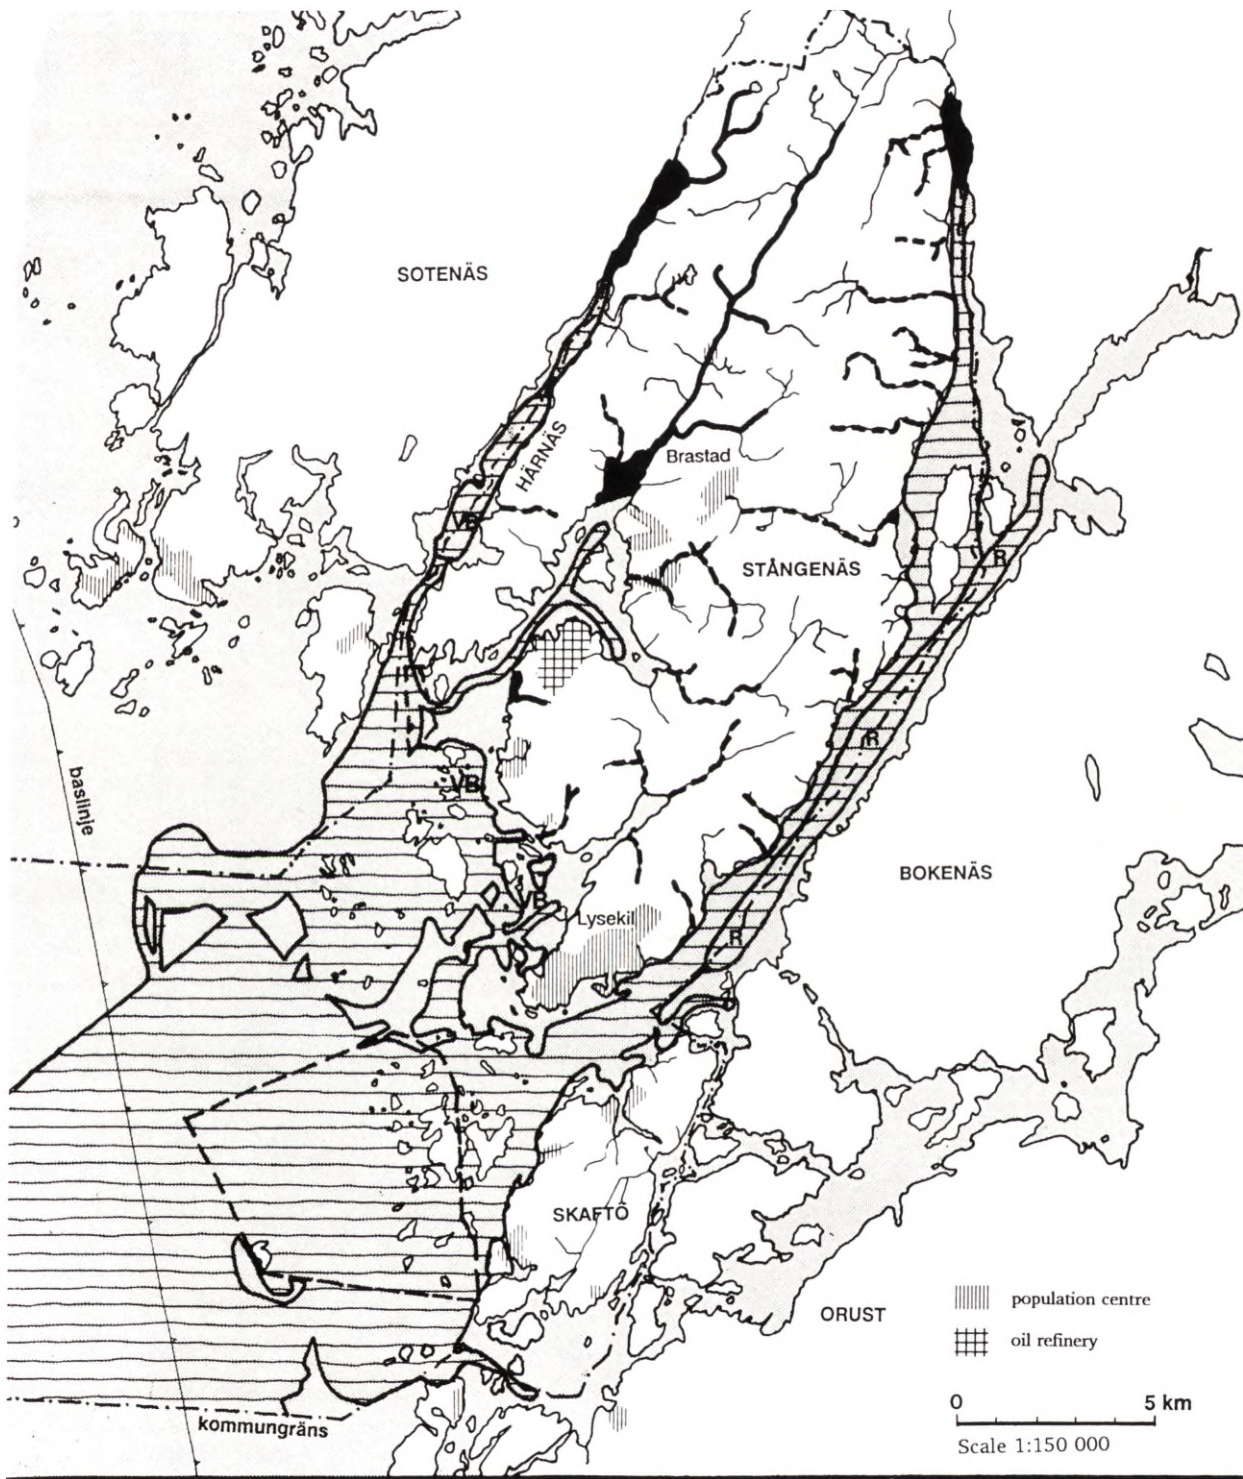 SOTENÄS
HÄRNÄS
Brastad
VB
STÅNGENÄS
R
R
baslinje
VB
BOKENÄS
VB
Lysekil
R
SKAFTÖ
ORUST
population centre
oil refinery
0 5 km
Scale 1:150 000
kommungräns